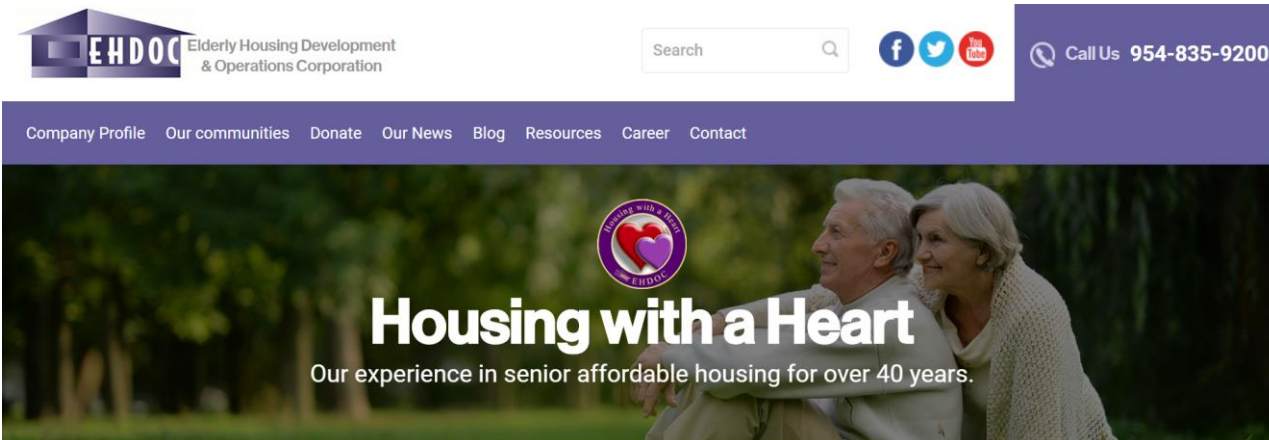 EHDOC
Elderly Housing Development
& Operations Corporation
Search
You
Tube
Call Us 954-835-9200
Company Profile Our communities Donate Our News Blog Resources Career Contact
Housing with a Heart
EHDOC
Housing with a Heart
Our experience in senior affordable housing for over 40 years.